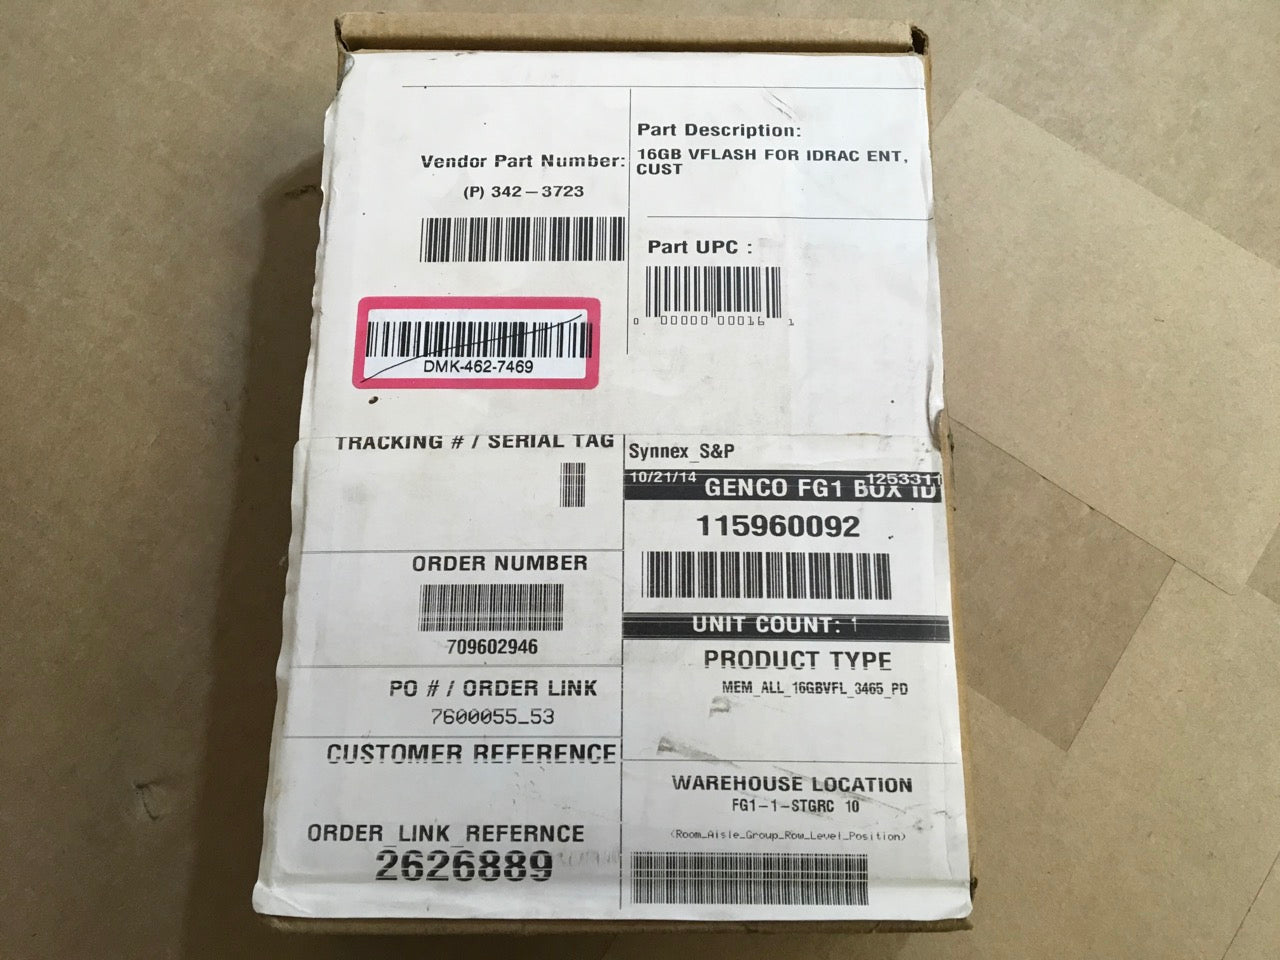 Part Description:
16GB VFLASH FOR IDRAC ENT,
CUST
Vendor Part Number:
(P) 342-3723
Part UPC :
0 00000 00016 1
DMK-462-7469
TRACKING # / SERIAL TAG
Synnex_S&P
10/21/14 1253311
GENCO FG1 BOX ID
115960092
ORDER NUMBER
709602946
UNIT COUNT: 1
PRODUCT TYPE
MEM_ALL_16GBVFL_3465_PD
PO # / ORDER LINK
7600055_53
CUSTOMER REFERENCE
WAREHOUSE LOCATION
FG1-1-STGRC 10
(Room_Aisle_Group_Row_Level_Position)
ORDER_LINK_REFERNCE
2626889